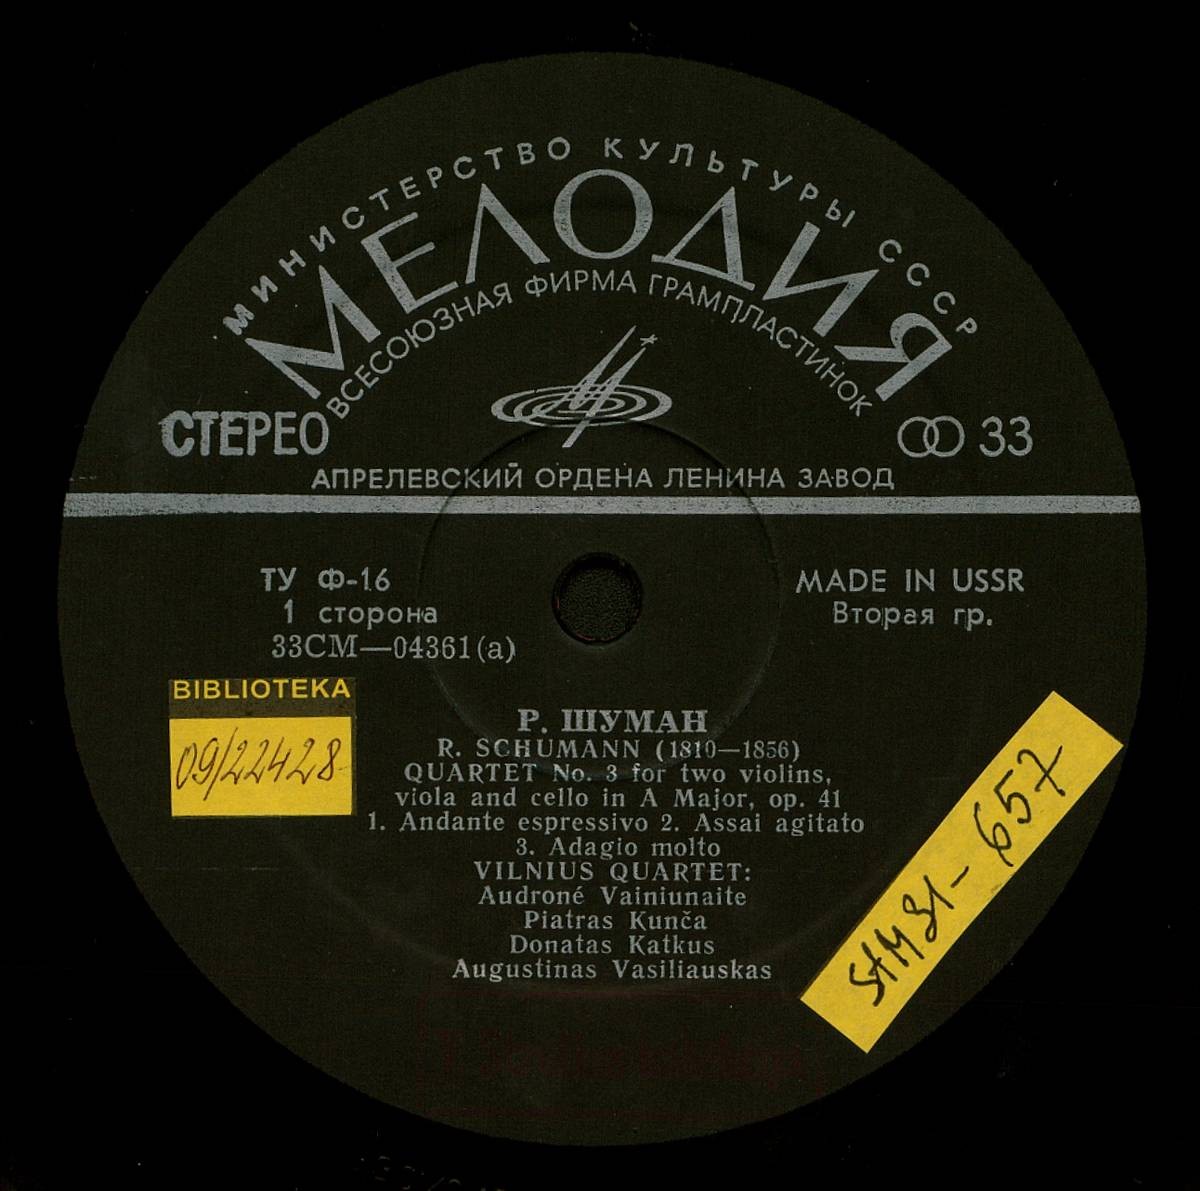 МИНИСТЕРСТВО КУЛЬТУРЫ СССР
МЕЛОДИЯ
ВСЕСОЮЗНАЯ ФИРМА ГРАМПЛАСТИНОК
СТЕРЕО
33
АПРЕЛЕВСКИЙ ОРДЕНА ЛЕНИНА ЗАВОД
ТУ Ф-16
1 сторона
33СМ—04361(а)
MADE IN USSR
Вторая гр.
BIBLIOTEKA
09/22428
Р. ШУМАН
R. SCHUMANN (1810—1856)
QUARTET No. 3 for two violins,
viola and cello in A Major, op. 41
1. Andante espressivo 2. Assai agitato
3. Adagio molto
VILNIUS QUARTET:
Audroné Vainiunaite
Piatras Kunča
Donatas Katkus
Augustinas Vasiliauskas
SAM 31-657